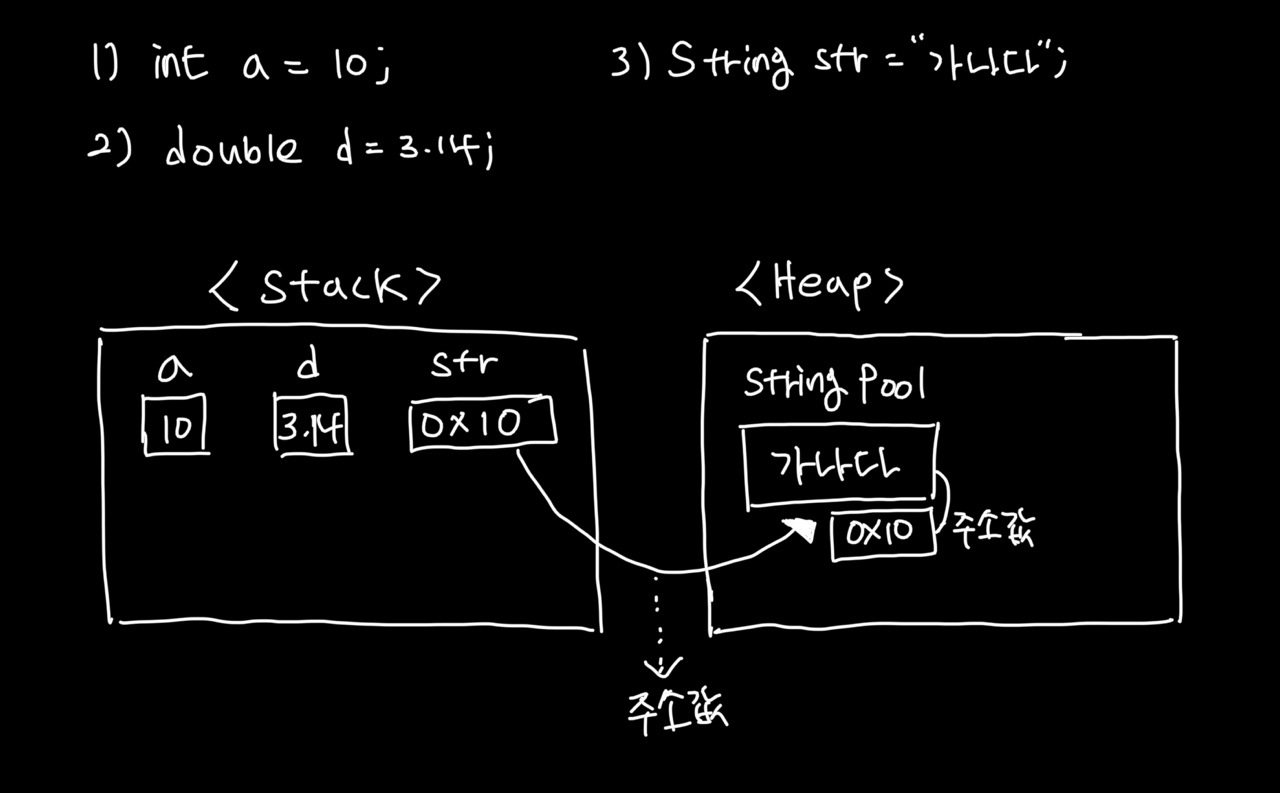 1) int a = 10;
2) double d = 3.14;
3) String str = "가나다";
<Stack>
a d str
10 3.14 0x10
<Heap>
String Pool
가나다
0x10 주소값
주소값